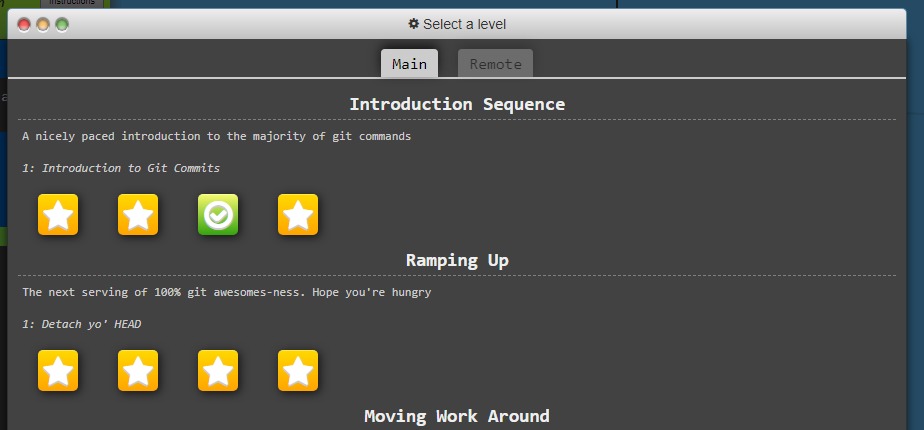 Instructions
Select a level
Main Remote
Introduction Sequence
A nicely paced introduction to the majority of git commands
1: Introduction to Git Commits
Ramping Up
The next serving of 100% git awesomes-ness. Hope you're hungry
1: Detach yo' HEAD
Moving Work Around